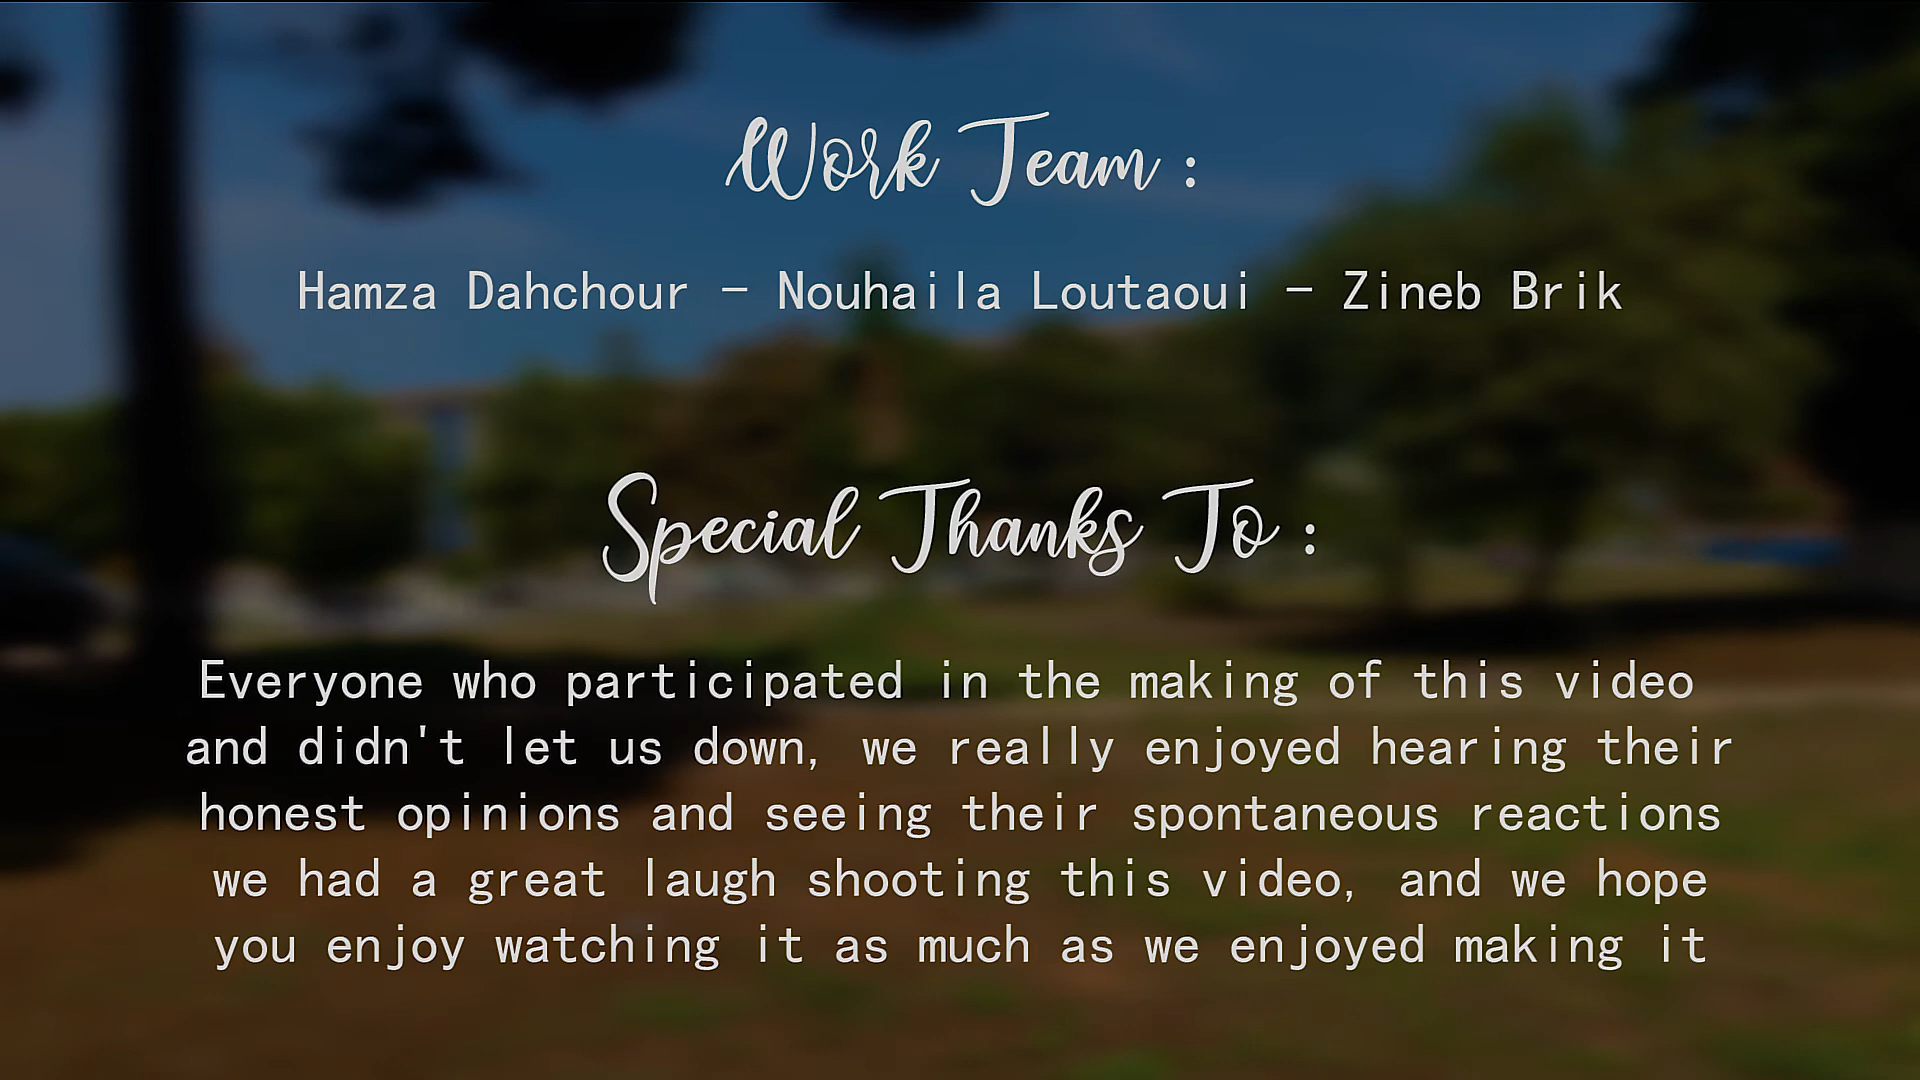 Work Team :
Hamza Dahchour - Nouhaila Loutaoui - Zineb Brik
Special Thanks To :
Everyone who participated in the making of this video
and didn't let us down, we really enjoyed hearing their
honest opinions and seeing their spontaneous reactions
we had a great laugh shooting this video, and we hope
you enjoy watching it as much as we enjoyed making it